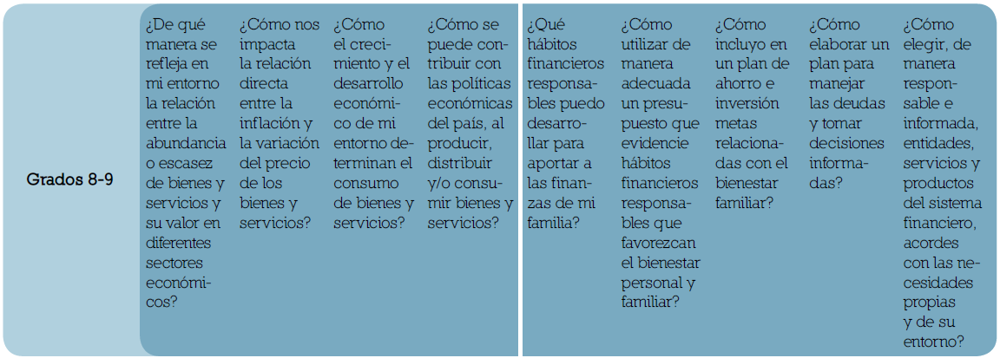 Grados 8-9
¿De qué
manera se
refleja en
mi entorno
la relación
entre la
abundancia
o escasez
de bienes y
servicios y
su valor en
diferentes
sectores
económi-
cos?
¿Cómo nos
impacta
la relación
directa
entre la
inflación y
la variación
del precio
de los
bienes y
servicios?
¿Cómo
el creci-
miento y el
desarrollo
económi-
co de mi
entorno de-
terminan el
consumo
de bienes y
servicios?
¿Cómo se
puede con-
tribuir con
las políticas
económicas
del país, al
producir,
distribuir
y/o consu-
mir bienes y
servicios?
¿Qué
hábitos
financieros
responsa-
bles puedo
desarro-
llar para
aportar a
las finan-
zas de mi
familia?
¿Cómo
utilizar de
manera
adecuada
un presu-
puesto que
evidencie
hábitos
financieros
responsa-
bles que
favorezcan
el bienestar
personal y
familiar?
¿Cómo
incluyo en
un plan de
ahorro e
inversión
metas
relaciona-
das con el
bienestar
familiar?
¿Cómo
elaborar un
plan para
manejar
las deudas
y tomar
decisiones
informa-
das?
¿Cómo
elegir, de
manera
respon-
sable e
informada,
entidades,
servicios y
productos
del sistema
financiero,
acordes
con las ne-
cesidades
propias
y de su
entorno?